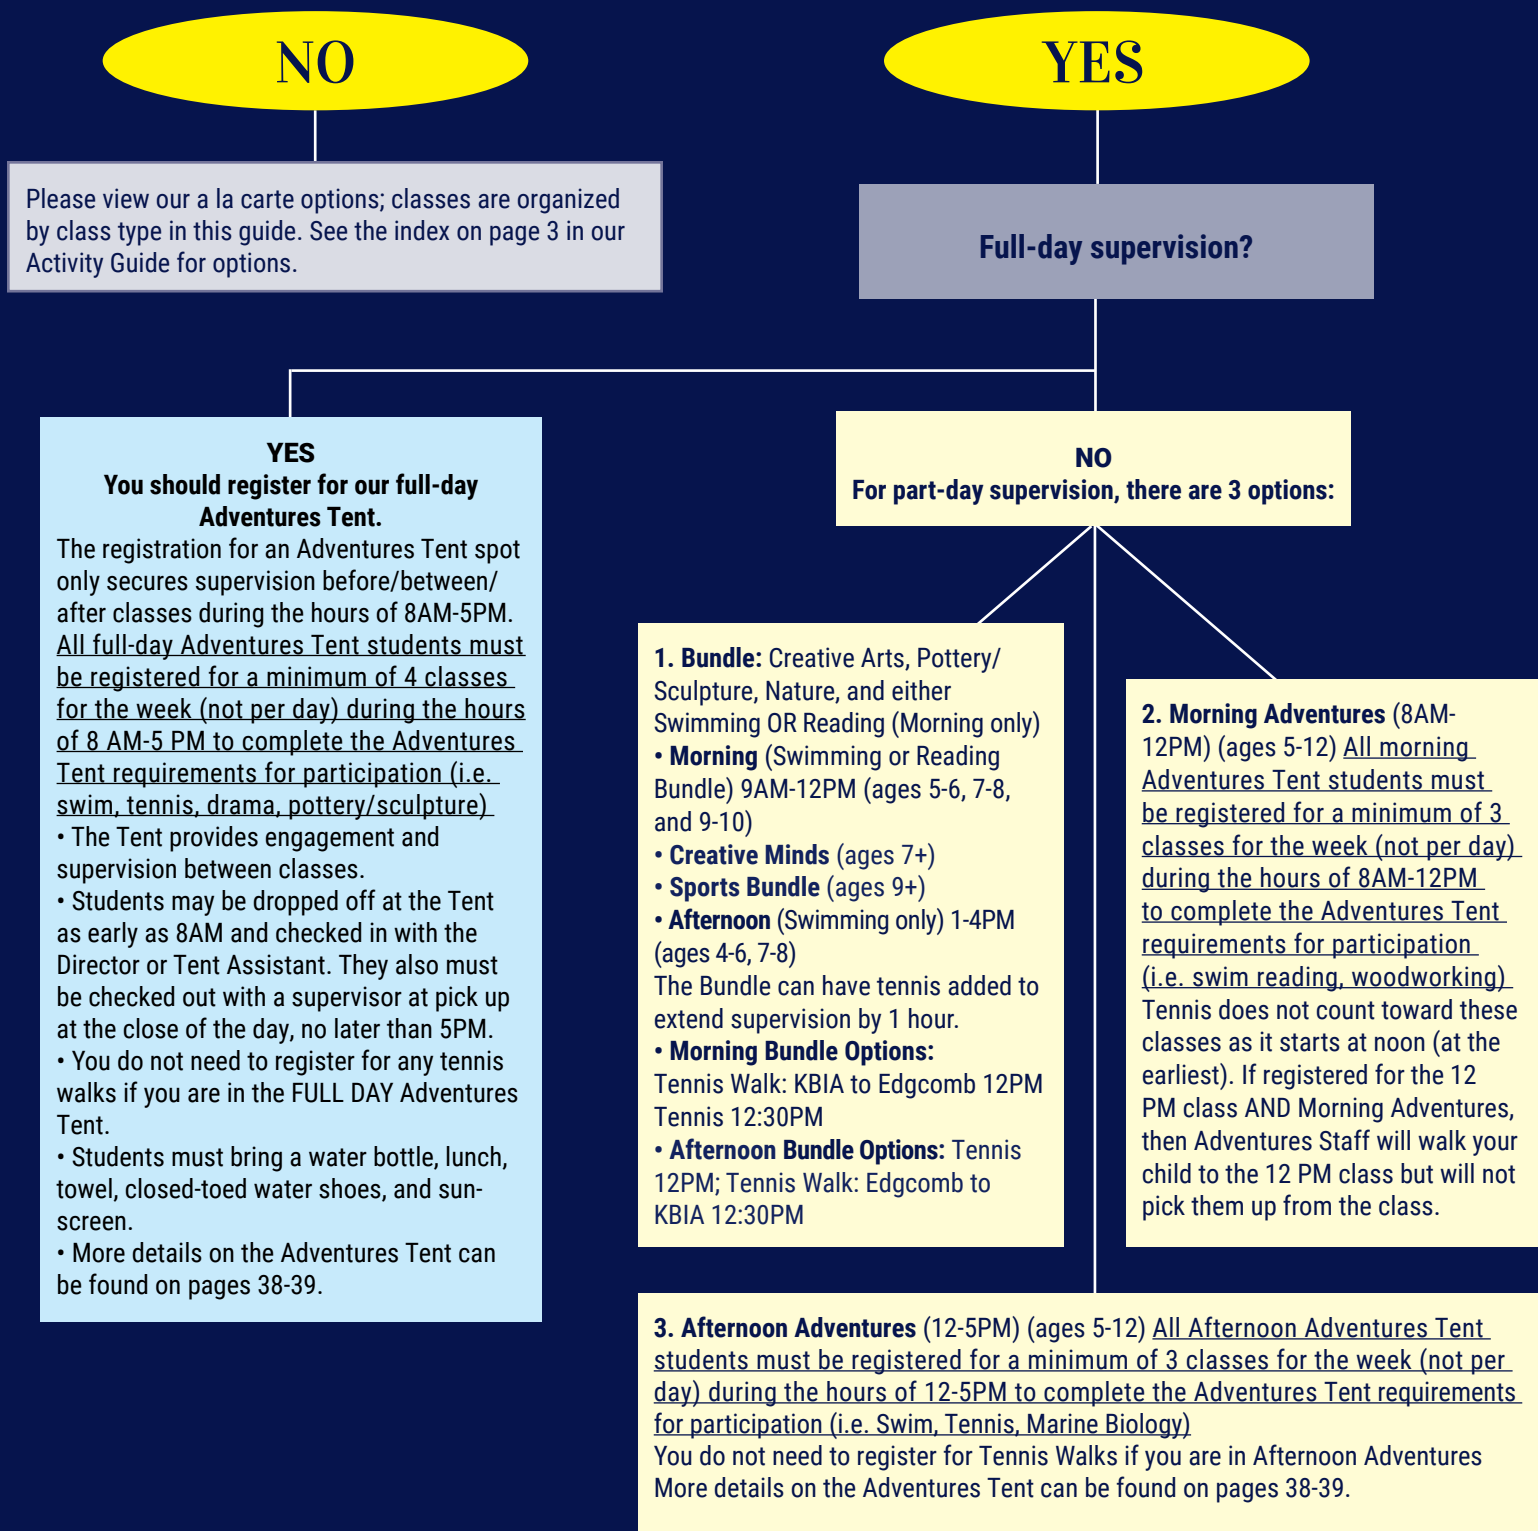 NO
Please view our a la carte options; classes are organized
by class type in this guide. See the index on page 3 in our
Activity Guide for options.
YES
Full-day supervision?
YES
You should register for our full-day
Adventures Tent.
The registration for an Adventures Tent spot
only secures supervision before/between/
after classes during the hours of 8AM-5PM.
All full-day Adventures Tent students must
be registered for a minimum of 4 classes
for the week (not per day) during the hours
of 8 AM-5 PM to complete the Adventures
Tent requirements for participation (i.e.
swim, tennis, drama, pottery/sculpture)
• The Tent provides engagement and
supervision between classes.
• Students may be dropped off at the Tent
as early as 8AM and checked in with the
Director or Tent Assistant. They also must
be checked out with a supervisor at pick up
at the close of the day, no later than 5PM.
• You do not need to register for any tennis
walks if you are in the FULL DAY Adventures
Tent.
• Students must bring a water bottle, lunch,
towel, closed-toed water shoes, and sun-
screen.
• More details on the Adventures Tent can
be found on pages 38-39.
NO
For part-day supervision, there are 3 options:
1. Bundle: Creative Arts, Pottery/
Sculpture, Nature, and either
Swimming OR Reading (Morning only)
• Morning (Swimming or Reading
Bundle) 9AM-12PM (ages 5-6, 7-8,
and 9-10)
• Creative Minds (ages 7+)
• Sports Bundle (ages 9+)
• Afternoon (Swimming only) 1-4PM
(ages 4-6, 7-8)
The Bundle can have tennis added to
extend supervision by 1 hour.
• Morning Bundle Options:
Tennis Walk: KBIA to Edgcomb 12PM
Tennis 12:30PM
• Afternoon Bundle Options: Tennis
12PM; Tennis Walk: Edgcomb to
KBIA 12:30PM
2. Morning Adventures (8AM-
12PM) (ages 5-12) All morning
Adventures Tent students must
be registered for a minimum of 3
classes for the week (not per day)
during the hours of 8AM-12PM
to complete the Adventures Tent
requirements for participation
(i.e. swim reading, woodworking)
Tennis does not count toward these
classes as it starts at noon (at the
earliest). If registered for the 12
PM class AND Morning Adventures,
then Adventures Staff will walk your
child to the 12 PM class but will not
pick them up from the class.
3. Afternoon Adventures (12-5PM) (ages 5-12) All Afternoon Adventures Tent
students must be registered for a minimum of 3 classes for the week (not per
day) during the hours of 12-5PM to complete the Adventures Tent requirements
for participation (i.e. Swim, Tennis, Marine Biology)
You do not need to register for Tennis Walks if you are in Afternoon Adventures
More details on the Adventures Tent can be found on pages 38-39.